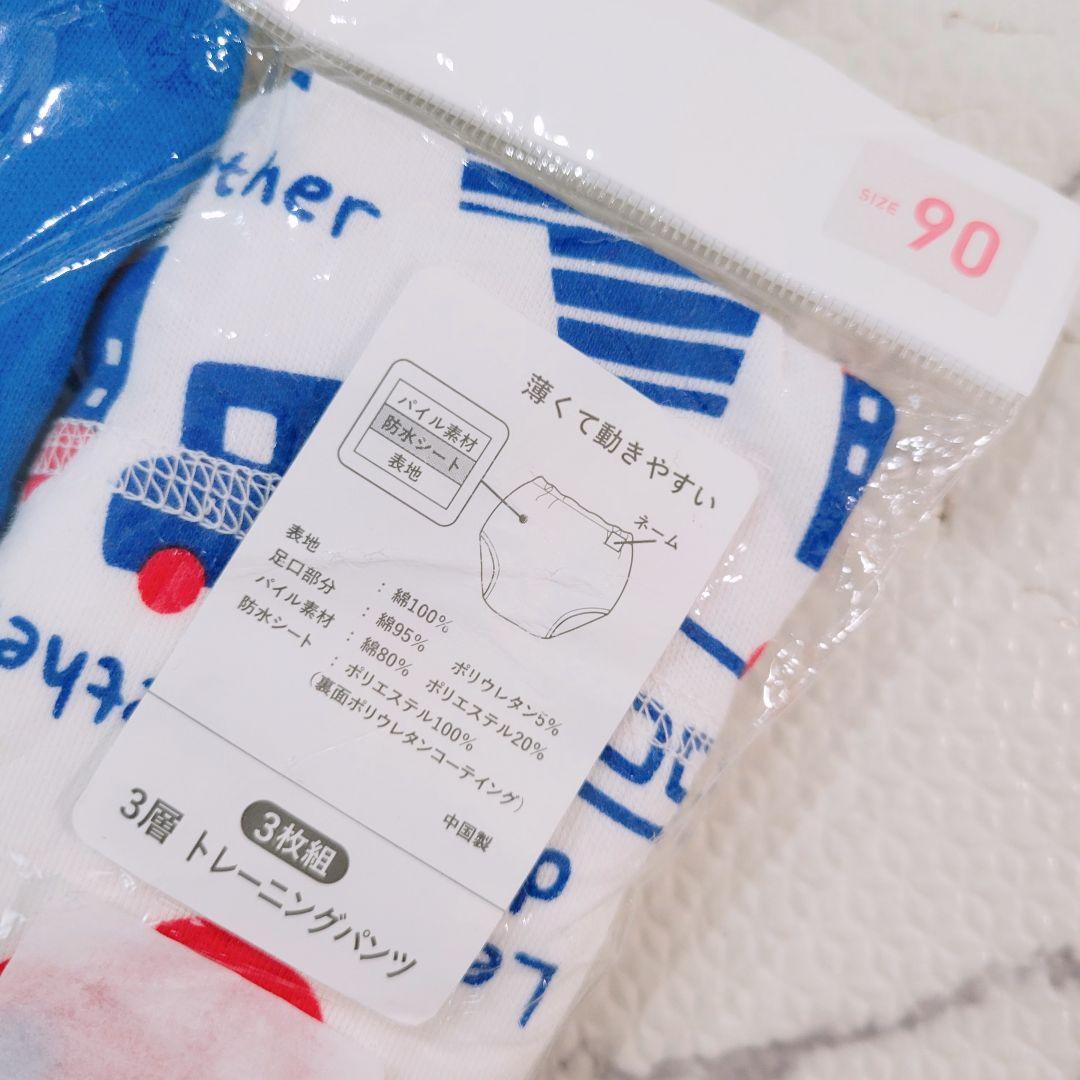 SIZE 90
薄くて動きやすい
パイル素材
防水シート
表地
ネーム
表地 : 綿100%
足口部分 : 綿95% ポリウレタン5%
パイル素材 : 綿80% ポリエステル20%
防水シート : ポリエステル100%
(裏面ポリウレタンコーティング)
中国製
3枚組
3層 トレーニングパンツ